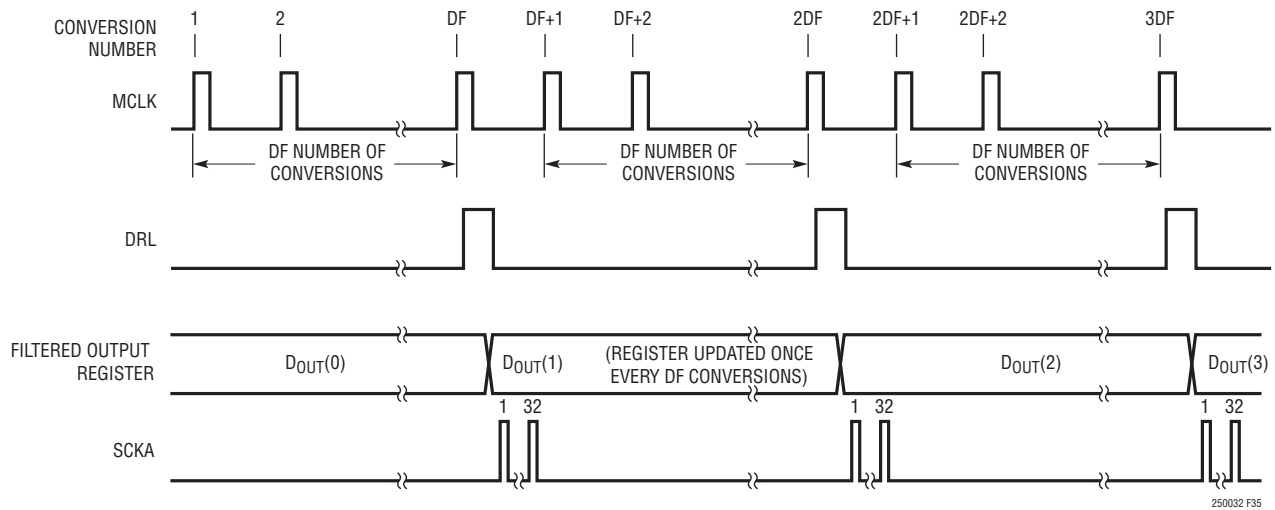 CONVERSION
NUMBER
1 2 DF DF+1 DF+2 2DF 2DF+1 2DF+2 3DF
MCLK
DF NUMBER OF
CONVERSIONS
DF NUMBER OF
CONVERSIONS
DF NUMBER OF
CONVERSIONS
DRL
FILTERED OUTPUT
REGISTER
DOUT(0)
DOUT(1)
(REGISTER UPDATED ONCE
EVERY DF CONVERSIONS)
DOUT(2)
DOUT(3)
1 32 1 32 1 32
SCKA
250032 F35